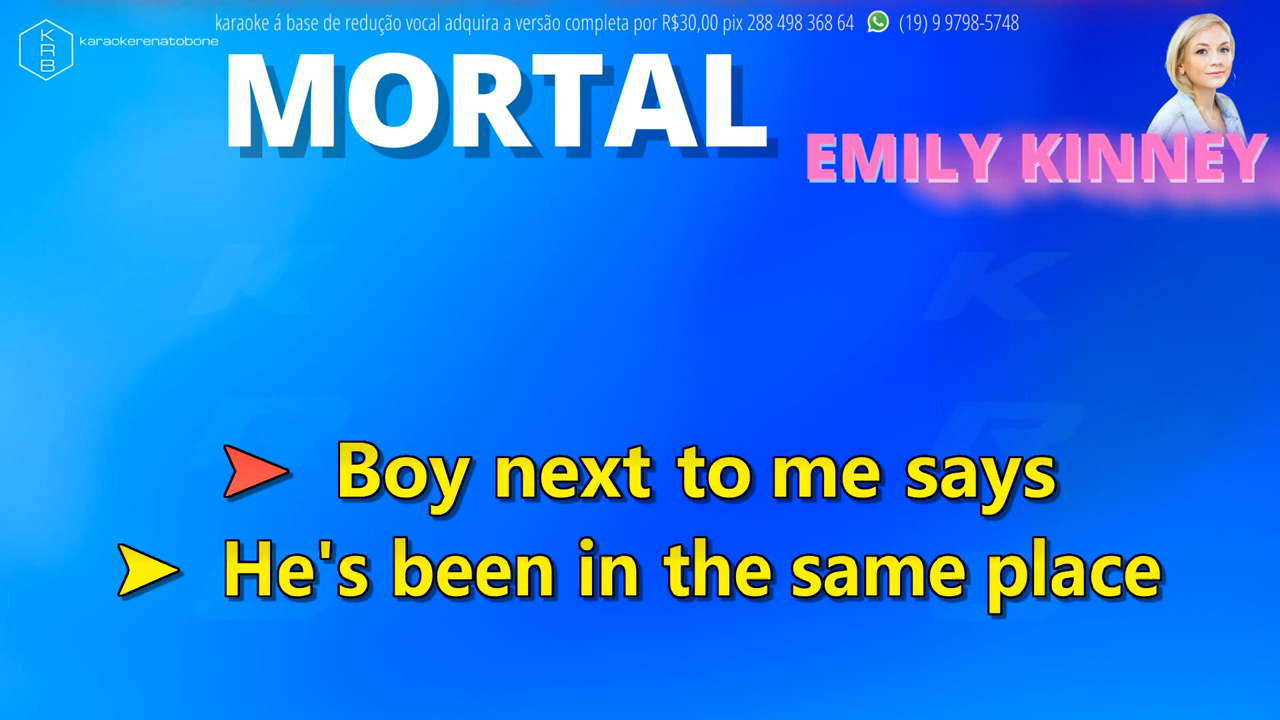 karaoke á base de redução vocal adquira a versão completa por R$30,00 pix 288 498 368 64 (19) 9 9798-5748
KRB
karaokerenatobone
MORTAL
EMILY KINNEY
K K
R R
B B
Boy next to me says
He's been in the same place